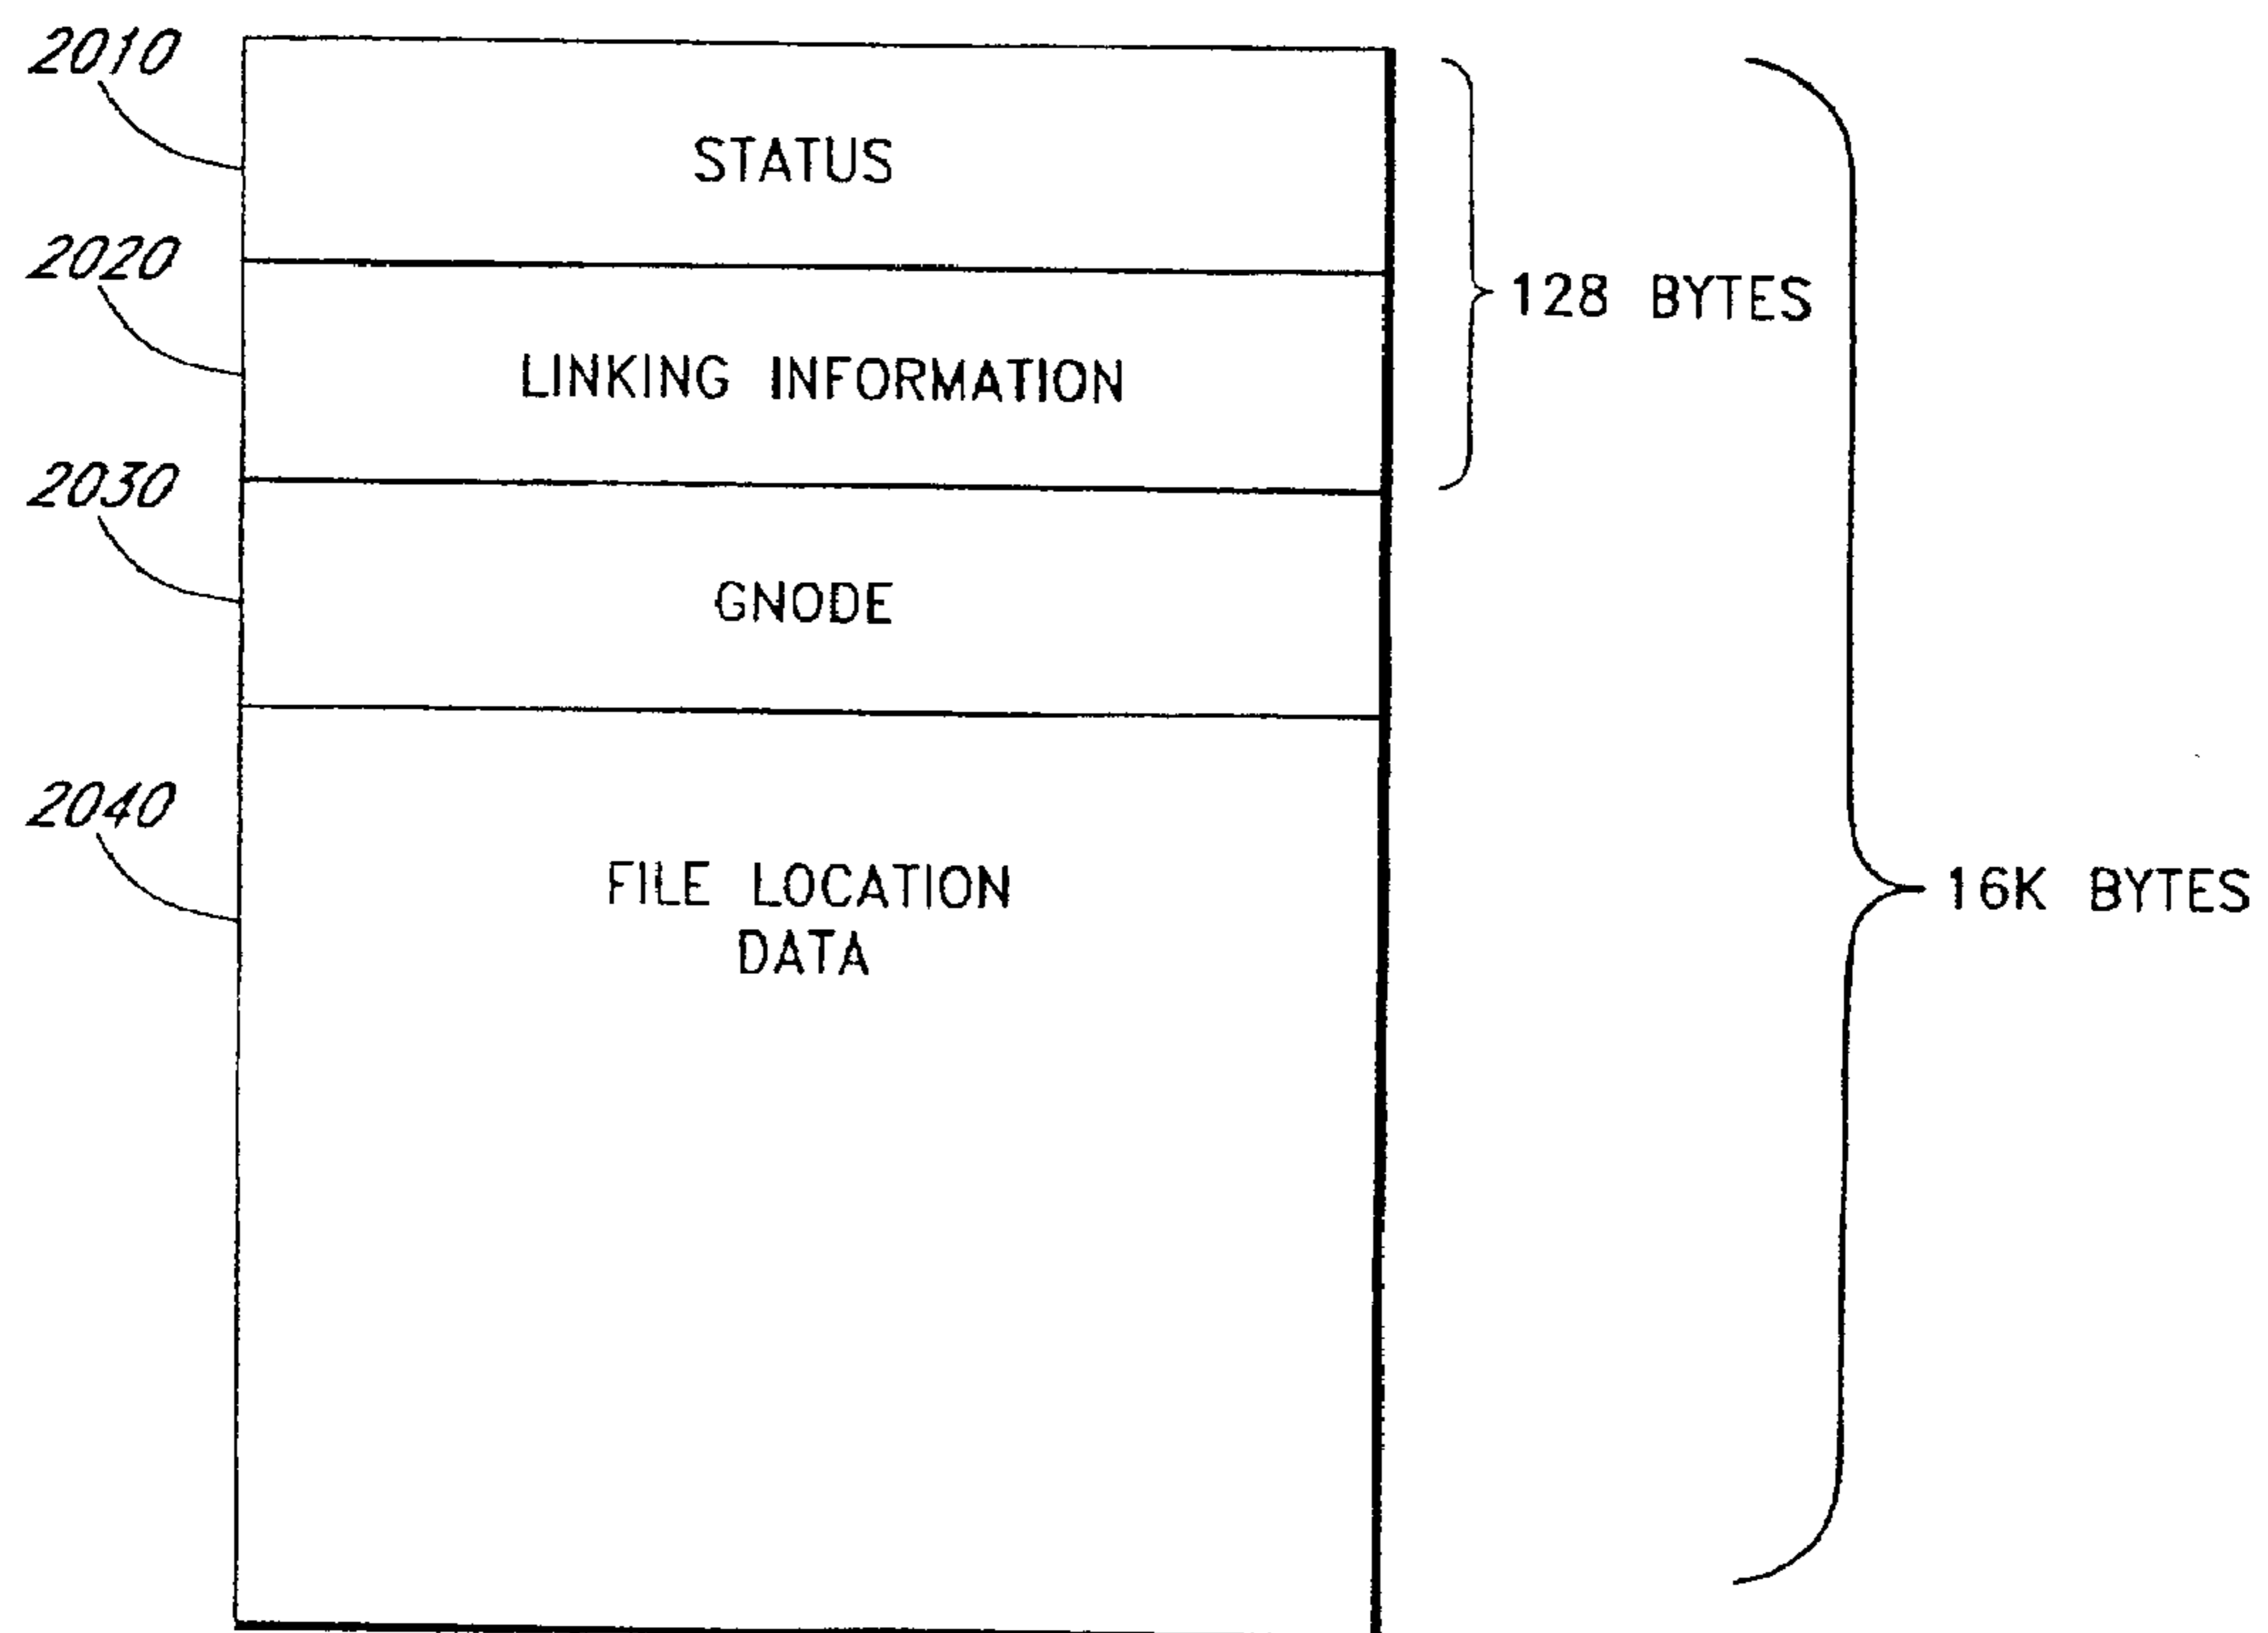 2010
STATUS
2020
128 BYTES
LINKING INFORMATION
2030
GNODE
2040
FILE LOCATION
DATA
16K BYTES